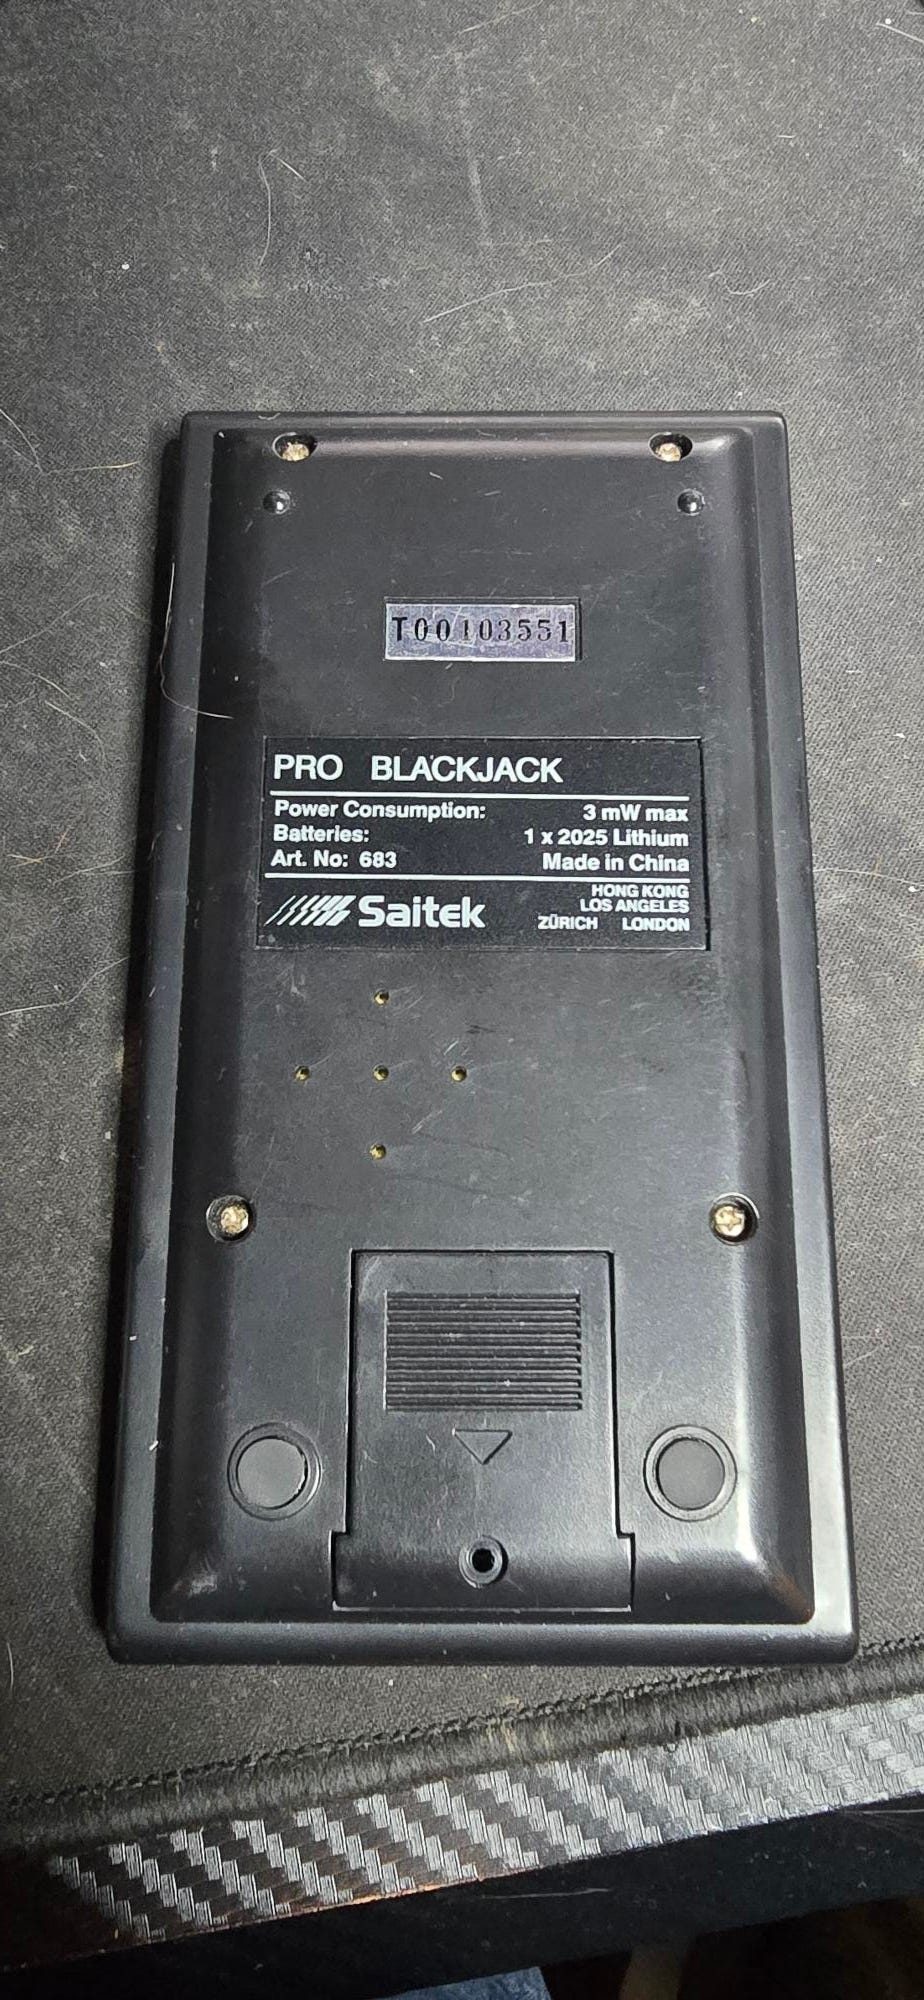 T00103551
PRO BLACKJACK
Power Consumption: 3 mW max
Batteries: 1 x 2025 Lithium
Art. No: 683 Made in China
Saitek
HONG KONG
LOS ANGELES
ZÜRICH LONDON